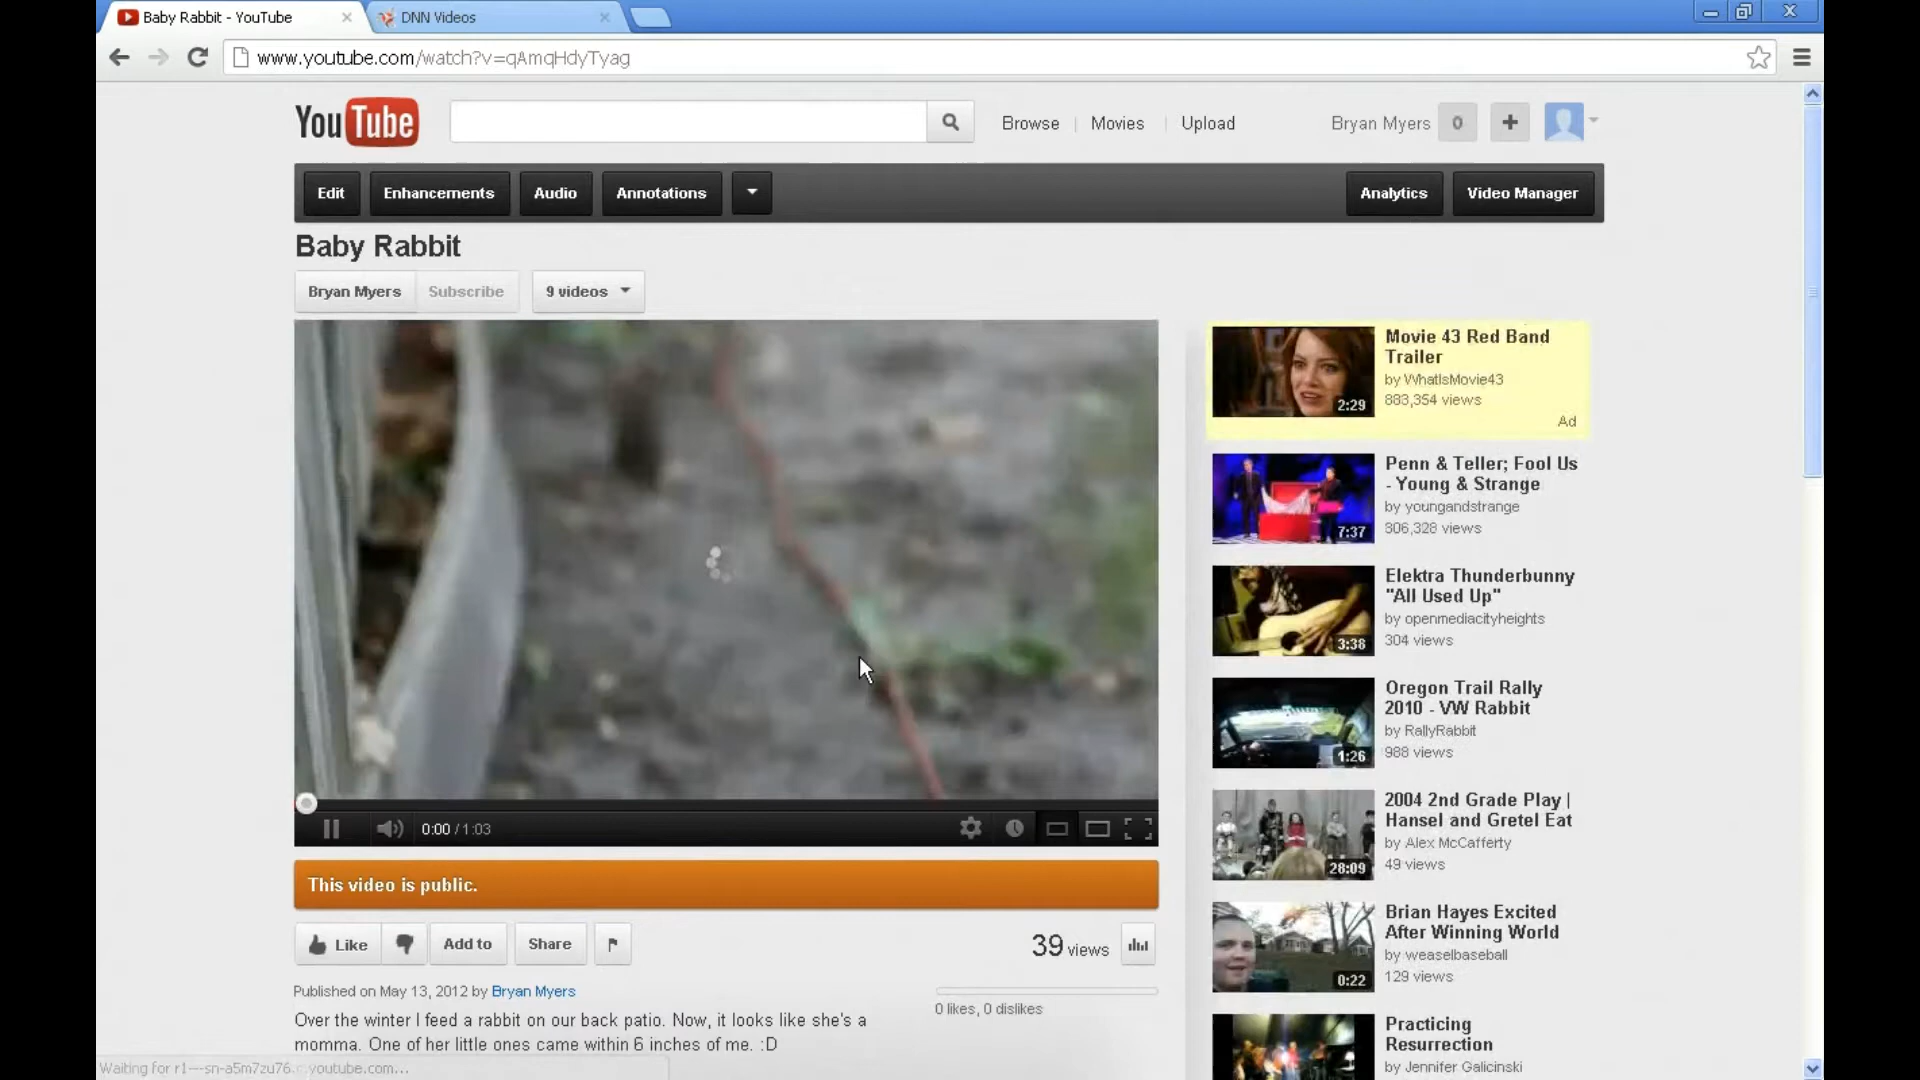 Baby Rabbit - YouTube
DNN Videos
www.youtube.com/watch?v=qAmqHdyTyag
YouTube
Browse
Movies
Upload
Bryan Myers
0
Edit
Enhancements
Audio
Annotations
Analytics
Video Manager
Baby Rabbit
Bryan Myers
Subscribe
9 videos
0:00 / 1:03
This video is public.
Like
Add to
Share
39 views
Published on May 13, 2012 by Bryan Myers
0 likes, 0 dislikes
Over the winter I feed a rabbit on our back patio. Now, it looks like she's a
momma. One of her little ones came within 6 inches of me. :D
Movie 43 Red Band
Trailer
by WhatIsMovie43
883,354 views
Ad
2:29
Penn & Teller; Fool Us
- Young & Strange
by youngandstrange
306,328 views
7:37
Elektra Thunderbunny
"All Used Up"
by openmediacityheights
304 views
3:38
Oregon Trail Rally
2010 - VW Rabbit
by RallyRabbit
988 views
1:26
2004 2nd Grade Play |
Hansel and Gretel Eat
by Alex McCafferty
49 views
28:09
Brian Hayes Excited
After Winning World
by weaselbaseball
129 views
0:22
Practicing
Resurrection
by Jennifer Galicinski
Waiting for r1---sn-a5m7zu76.c.youtube.com...